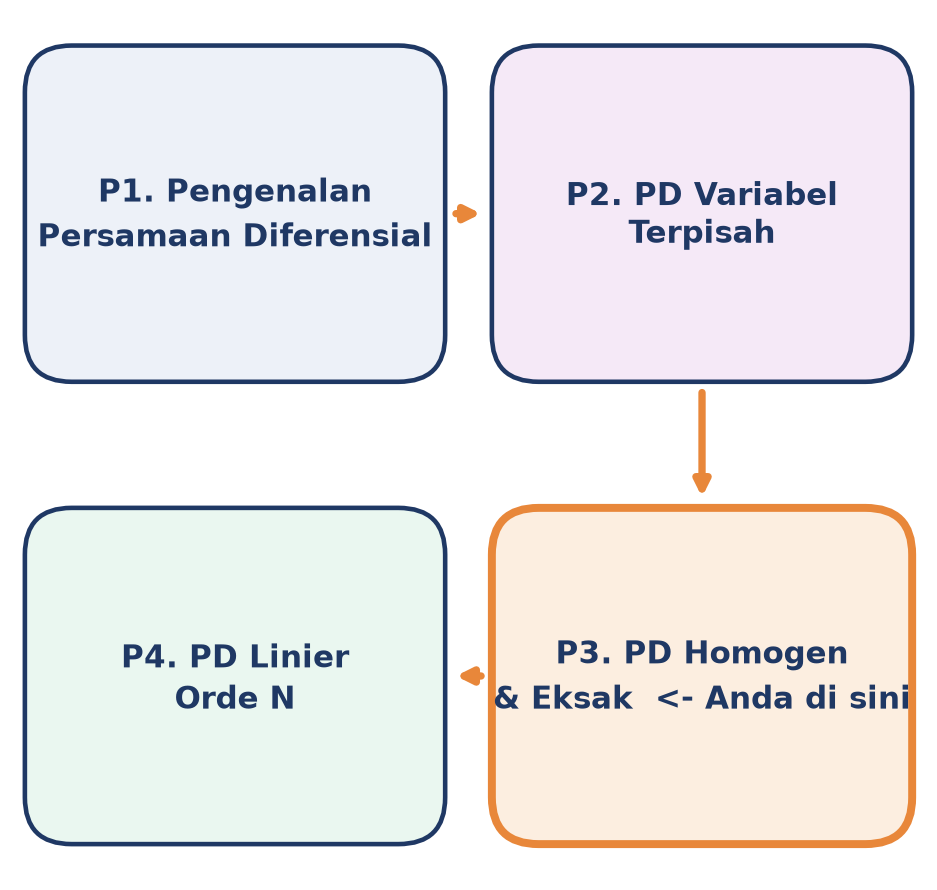 P1. Pengenalan
Persamaan Diferensial
P2. PD Variabel
Terpisah
P3. PD Homogen
& Eksak  <- Anda di sini
P4. PD Linier
Orde N